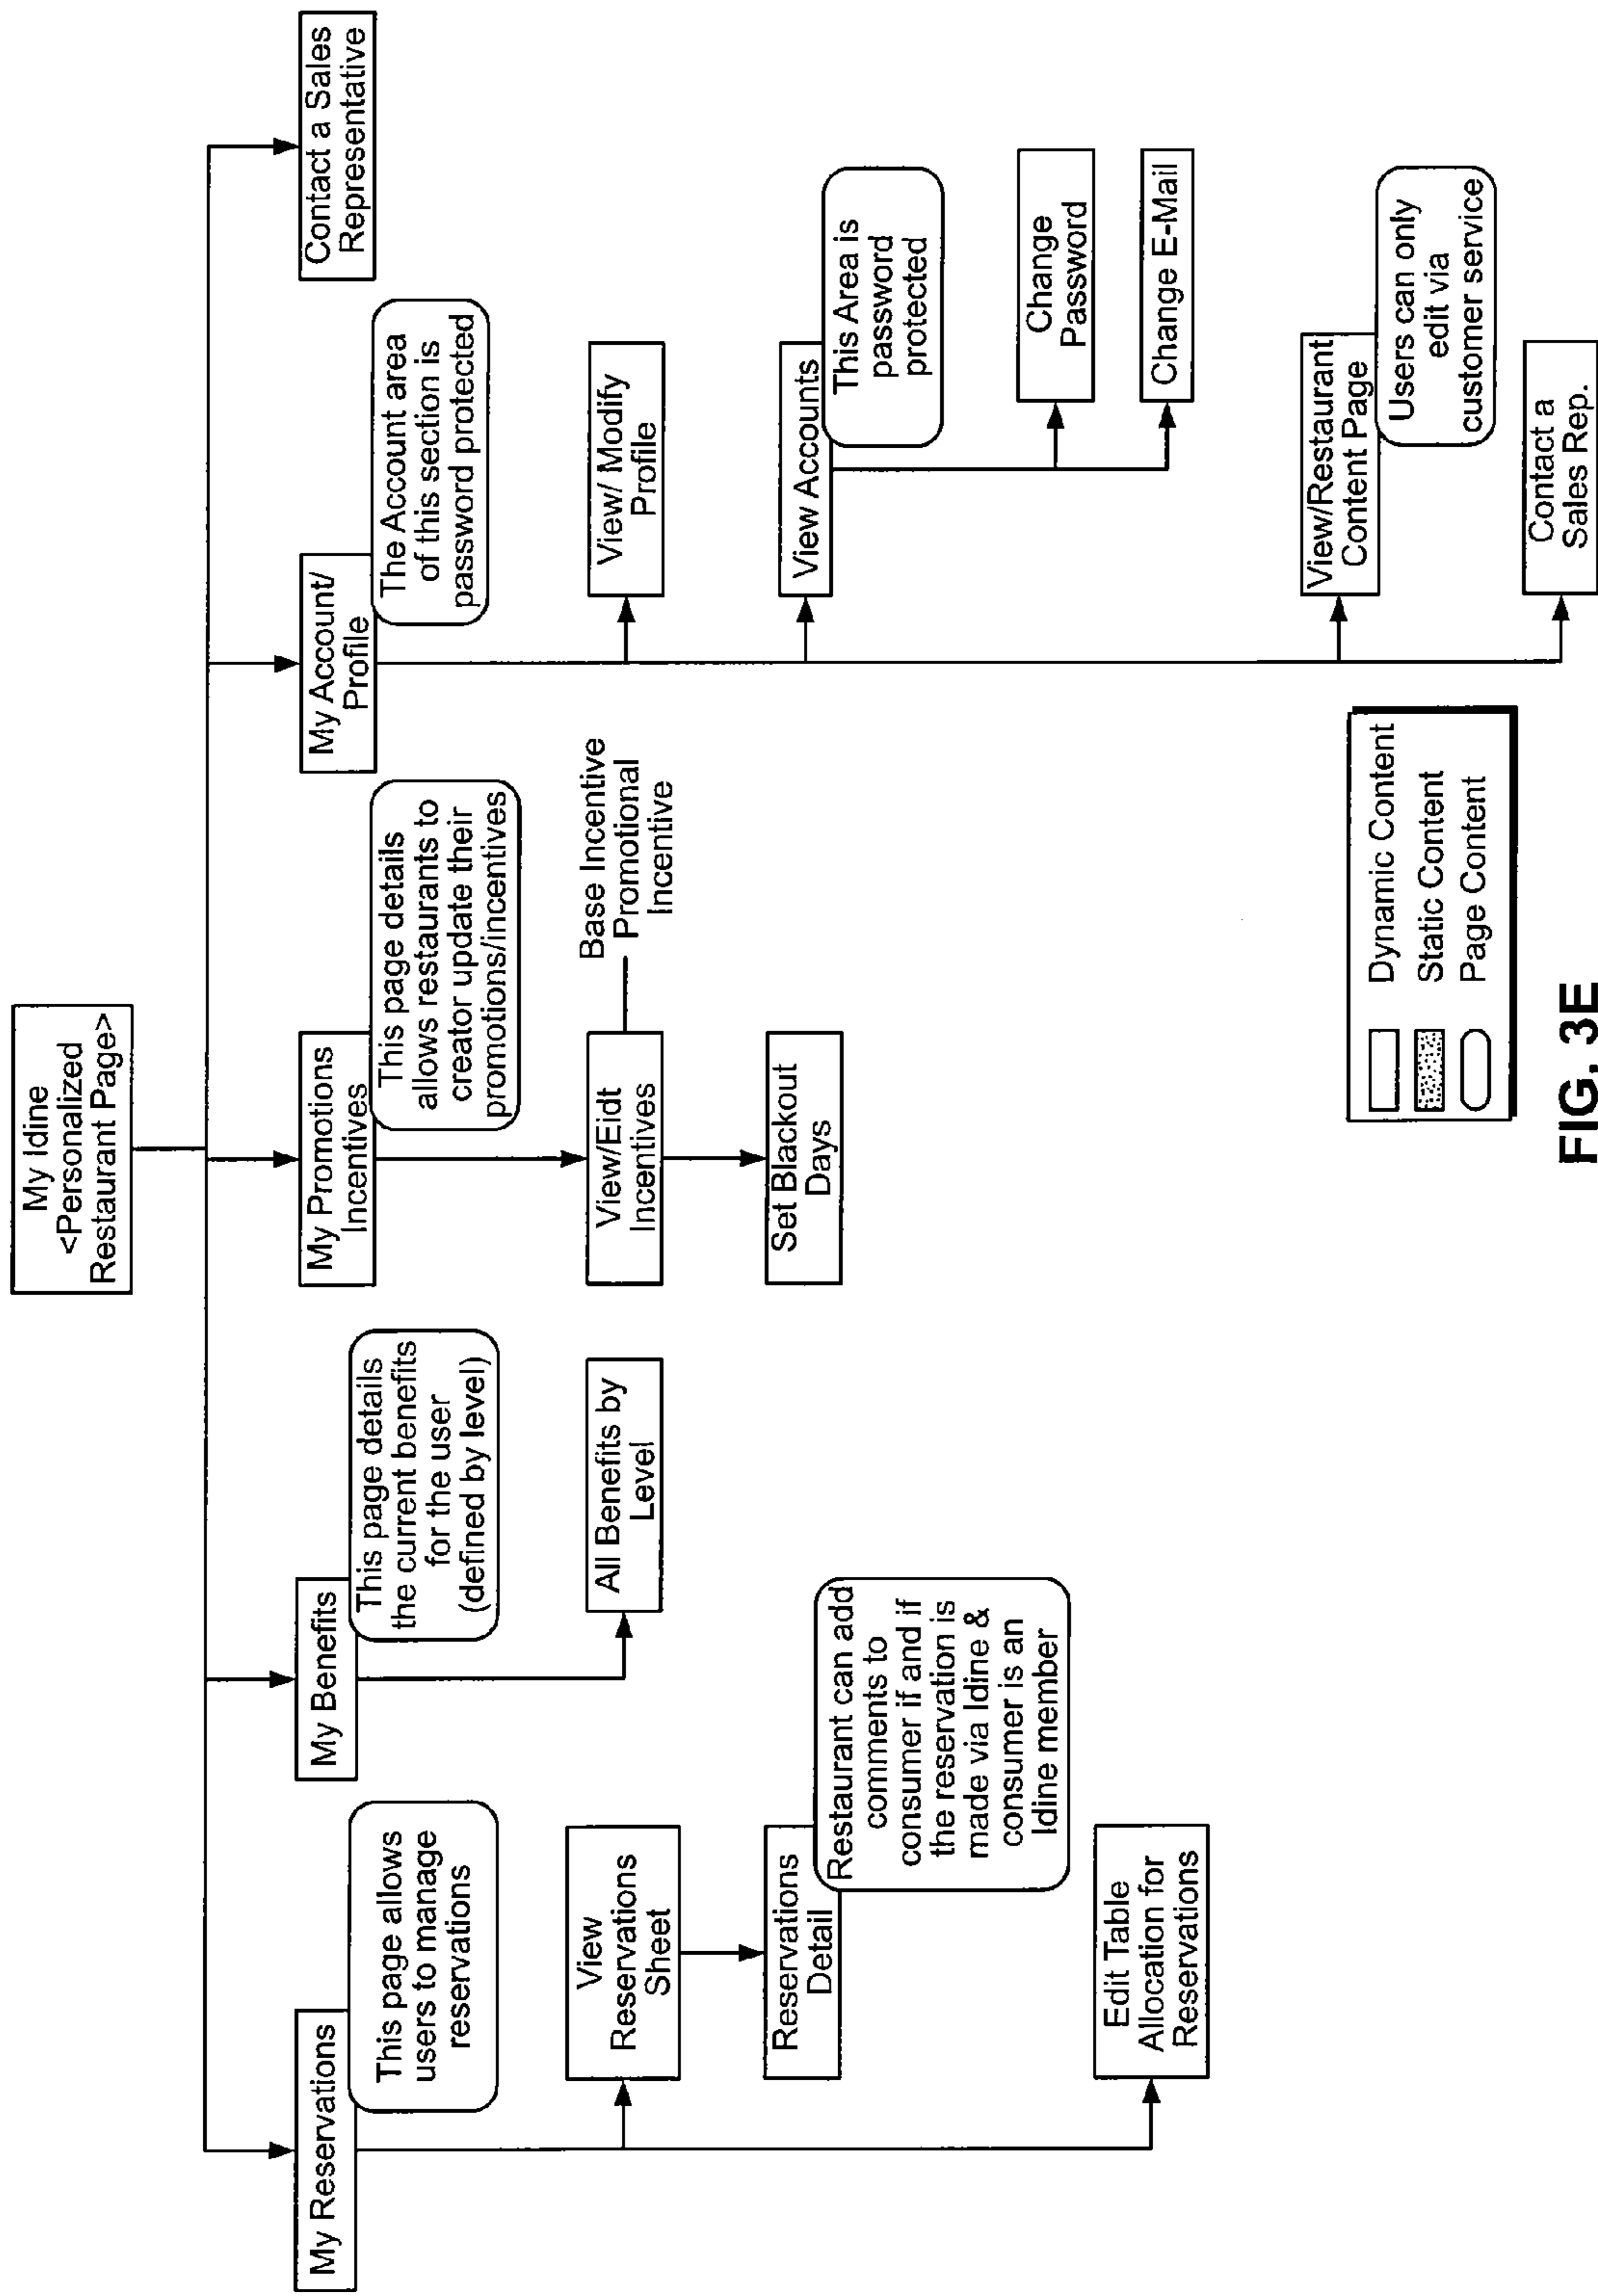 My Idine
<Personalized
Restaurant Page>
My Reservations
This page allows
users to manage
reservations
View
Reservations
Sheet
Reservations
Detail
Restaurant can add
comments to
consumer if and if
the reservation is
made via Idine &
consumer is an
Idine member
Edit Table
Allocation for
Reservations
My Benefits
This page details
the current benefits
for the user
(defined by level)
All Benefits by
Level
My Promotions
Incentives
This page details
allows restaurants to
creator update their
promotions/incentives
View/Eidt
Incentives
Base Incentive
Promotional
Incentive
Set Blackout
Days
My Account/
Profile
The Account area
of this section is
password protected
View/ Modify
Profile
View Accounts
This Area is
password
protected
Change
Password
Change E-Mail
View/Restaurant
Content Page
Users can only
edit via
customer service
Contact a
Sales Rep.
Contact a Sales
Representative
Dynamic Content
Static Content
Page Content
FIG. 3E